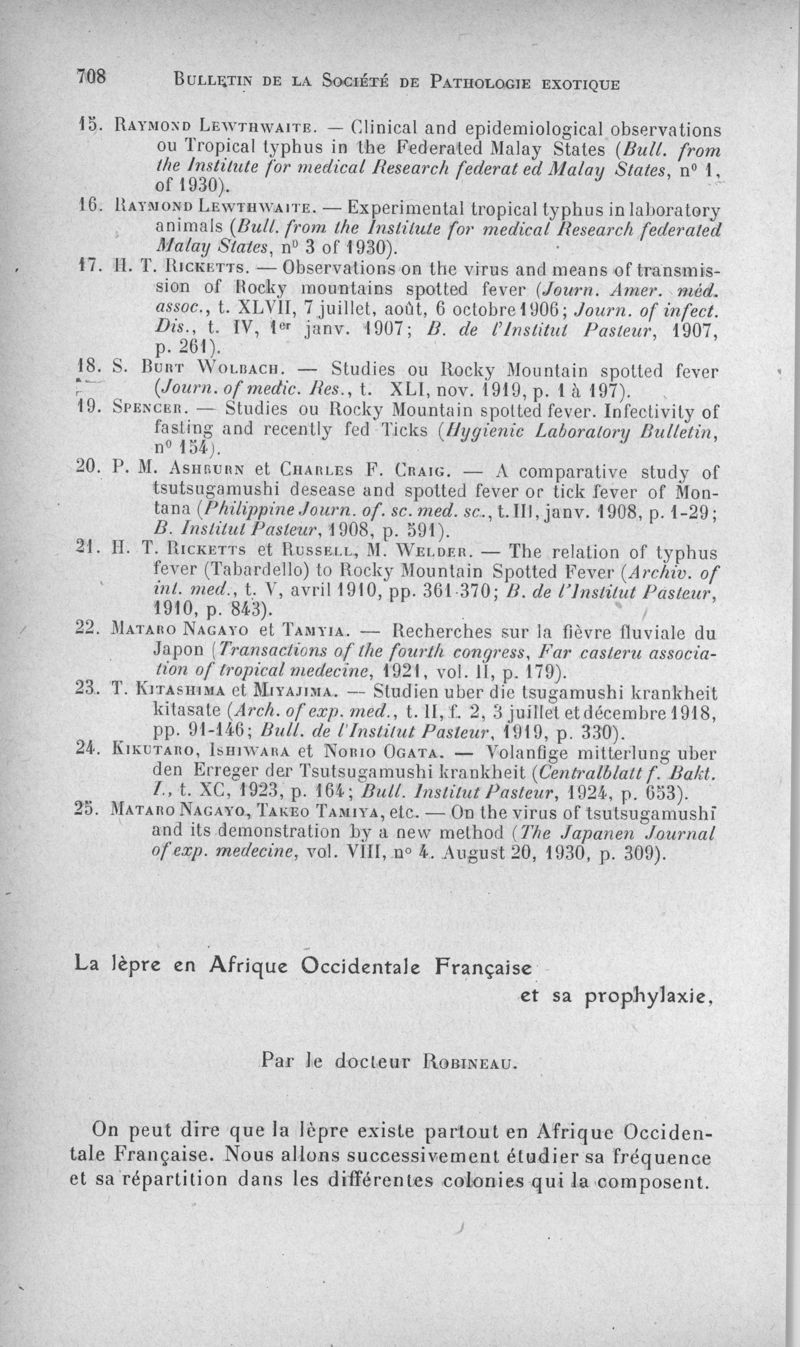 708 BULLETIN DE LA SOCIÉTÉ DE PATHOLOGIE EXOTIQUE
15. RAYMOND LEWTHWAITE. — Clinical and epidemiological observations
ou Tropical typhus in the Federated Malay States (Bull. from
the Institute for medical Research federat ed Malay States, nº 1,
of 1930).
16. RAYMOND LEWTHWAITE. — Experimental tropical typhus in laboratory
animals (Bull. from the Institute for medical Research federated
Malay States, nº 3 of 1930).
17. H. T. RICKETTS. — Observations on the virus and means of transmis-
sion of Rocky mountains spotted fever (Journ. Amer. méd.
assoc., t. XLVII, 7 juillet, août, 6 octobre 1906; Journ. of infect.
Dis., t. IV, 1er janv. 1907; B. de l'Institut Pasteur, 1907,
p. 261).
18. S. BURT WOLBACH. — Studies ou Rocky Mountain spotted fever
(Journ. of medic. Res., t. XLI, nov. 1919, p. 1 à 197).
19. SPENCER. — Studies ou Rocky Mountain spotted fever. Infectivity of
fasting and recently fed Ticks (Hygienic Laboratory Bulletin,
nº 154).
20. P. M. ASHBURN et CHARLES F. CRAIG. — A comparative study of
tsutsugamushi desease and spotted fever or tick fever of Mon-
tana (Philippine Journ. of. sc. med. sc., t. III, janv. 1908, p. 1-29;
B. Institut Pasteur, 1908, p. 591).
21. H. T. RICKETTS et RUSSELL, M. WELDER. — The relation of typhus
fever (Tabardello) to Rocky Mountain Spotted Fever (Archiv. of
int. med., t. V, avril 1910, pp. 361-370; B. de l'Institut Pasteur,
1910, p. 843).
22. MATARO NAGAYO et TAMYIA. — Recherches sur la fièvre fluviale du
Japon (Transactions of the fourth congress, Far casteru associa-
tion of tropical medecine, 1921, vol. II, p. 179).
23. T. KITASHIMA et MIYAJIMA. — Studien uber die tsugamushi krankheit
kitasate (Arch. of exp. med., t. II, f. 2, 3 juillet et décembre 1918,
pp. 91-146; Bull. de l'Institut Pasteur, 1919, p. 330).
24. KIKUTARO, ISHIWARA et NORIO OGATA. — Volanfige mitterlung uber
den Erreger der Tsutsugamushi krankheit (Centralblatt f. Bakt.
I., t. XC, 1923, p. 164; Bull. Institut Pasteur, 1924, p. 653).
25. MATARO NAGAYO, TAKEO TAMIYA, etc. — On the virus of tsutsugamushi
and its demonstration by a new method (The Japanen Journal
of exp. medecine, vol. VIII, nº 4. August 20, 1930, p. 309).
La lèpre en Afrique Occidentale Française
et sa prophylaxie,
Par le docteur ROBINEAU.
On peut dire que la lèpre existe partout en Afrique Occiden-
tale Française. Nous allons successivement étudier sa fréquence
et sa répartition dans les différentes colonies qui la composent.